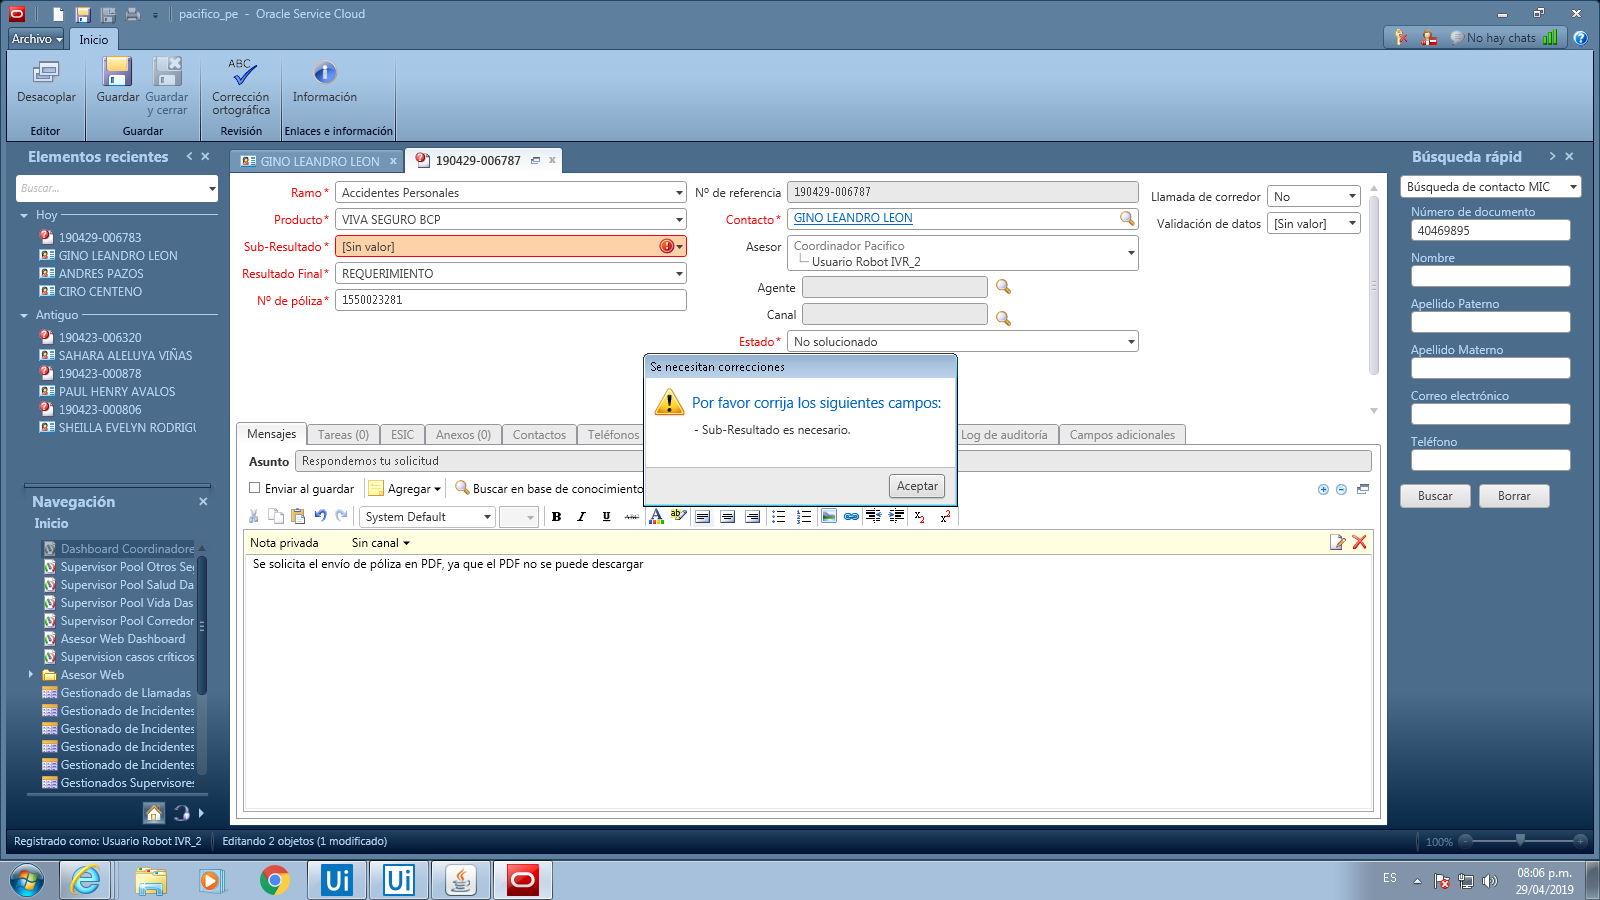 pacifico_pe - Oracle Service Cloud
Archivo
Inicio
No hay chats
Desacoplar
Guardar
Guardar y cerrar
ABC
Corrección ortográfica
Información
Editor
Guardar
Revisión
Enlaces e información
Elementos recientes
Buscar...
Hoy
190429-006783
GINO LEANDRO LEON
ANDRES PAZOS
CIRO CENTENO
Antiguo
190423-006320
SAHARA ALELUYA VIÑAS
190423-000878
PAUL HENRY AVALOS
190423-000806
SHEILLA EVELYN RODRIGU
Navegación
Inicio
Dashboard Coordinadore
Supervisor Pool Otros Seg
Supervisor Pool Salud Da
Supervisor Pool Vida Das
Supervisor Pool Corredor
Asesor Web Dashboard
Supervision casos críticos
Asesor Web
Gestionado de Llamadas
Gestionado de Incidentes
Gestionado de Incidentes
Gestionado de Incidentes
Gestionado de Incidentes
Gestionados Supervisores
GINO LEANDRO LEON
190429-006787
Ramo* Accidentes Personales
Producto* VIVA SEGURO BCP
Sub-Resultado* [Sin valor]
Resultado Final* REQUERIMIENTO
Nº de póliza* 1550023281
Nº de referencia 190429-006787
Contacto* GINO LEANDRO LEON
Asesor Coordinador Pacifico
Usuario Robot IVR_2
Agente
Canal
Estado* No solucionado
Llamada de corredor No
Validación de datos [Sin valor]
Se necesitan correcciones
Por favor corrija los siguientes campos:
- Sub-Resultado es necesario.
Aceptar
Mensajes
Tareas (0)
ESIC
Anexos (0)
Contactos
Teléfonos
Log de auditoría
Campos adicionales
Asunto Respondemos tu solicitud
Enviar al guardar
Agregar
Buscar en base de conocimiento
System Default
B I U ABC A ab
Nota privada
Sin canal
Se solicita el envío de póliza en PDF, ya que el PDF no se puede descargar
Búsqueda rápid
Búsqueda de contacto MIC
Número de documento
40469895
Nombre
Apellido Paterno
Apellido Materno
Correo electrónico
Teléfono
Buscar
Borrar
Registrado como: Usuario Robot IVR_2
Editando 2 objetos (1 modificado)
100%
Ui
Ui
ES
08:06 p.m.
29/04/2019